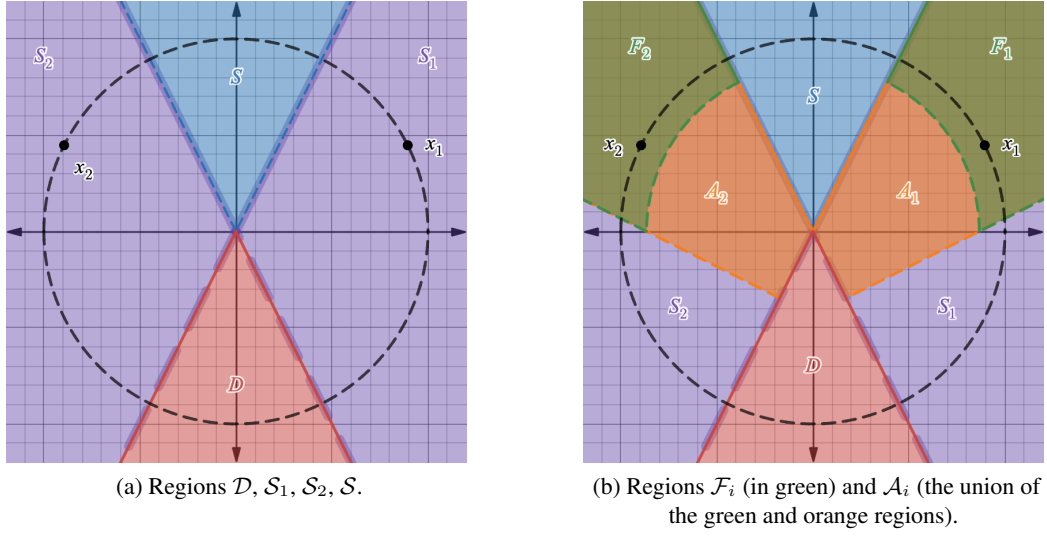 S₂
S
S₁
x₂
x₁
D
F₂
F₁
S
x₂
x₁
A₂
A₁
S₂
S₁
D
(a) Regions 𝒟, 𝒮₁, 𝒮₂, 𝒮.
(b) Regions ℱᵢ (in green) and 𝒜ᵢ (the union of
the green and orange regions).